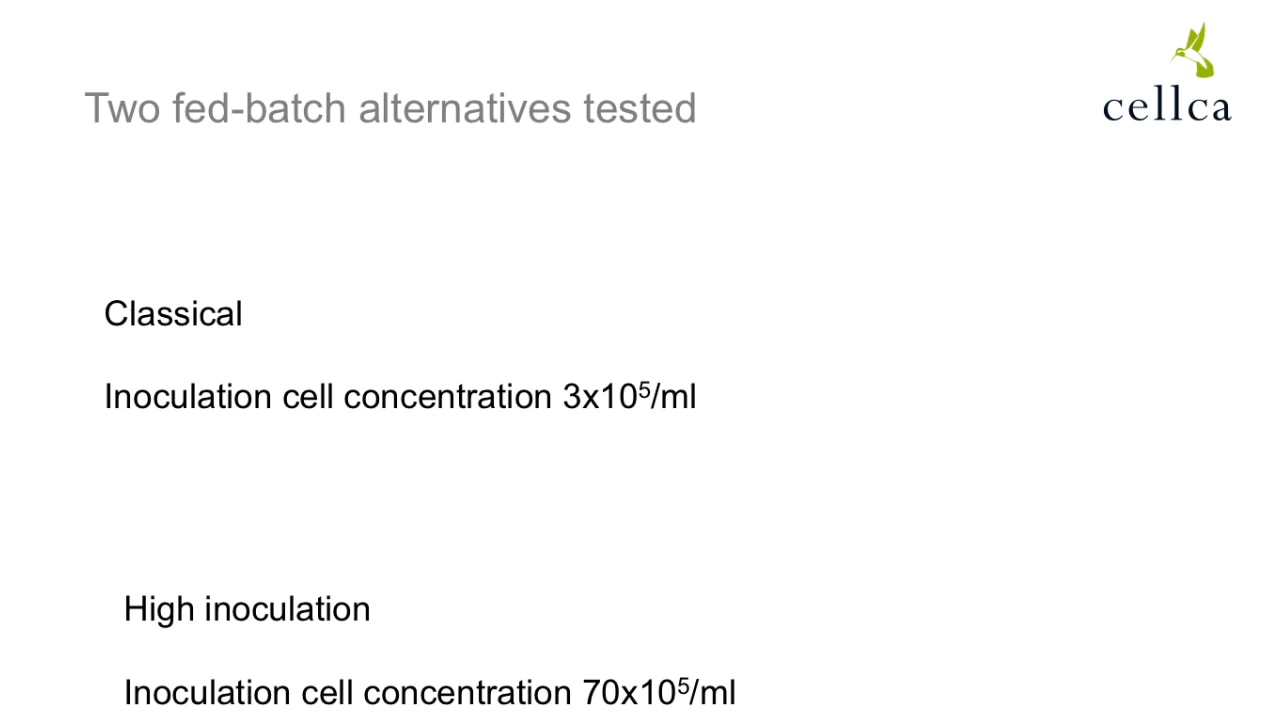 cellca
Two fed-batch alternatives tested
Classical
Inoculation cell concentration 3x10⁵/ml
High inoculation
Inoculation cell concentration 70x10⁵/ml